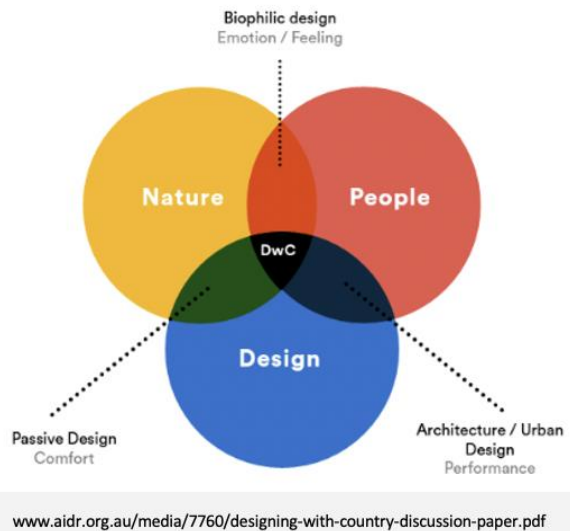 Biophilic design
Emotion / Feeling
Nature
People
DwC
Design
Passive Design
Comfort
Architecture / Urban
Design
Performance
www.aidr.org.au/media/7760/designing-with-country-discussion-paper.pdf